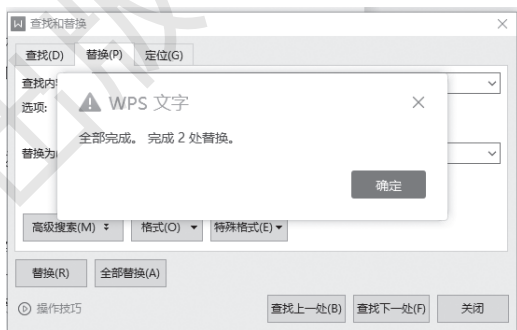 查找和替换
查找(D) 替换(P) 定位(G)
查找内
选项:
WPS 文字
全部完成。 完成 2 处替换。
替换为
确定
高级搜索(M) 格式(O) 特殊格式(E)
替换(R) 全部替换(A)
操作技巧 查找上一处(B) 查找下一处(F) 关闭